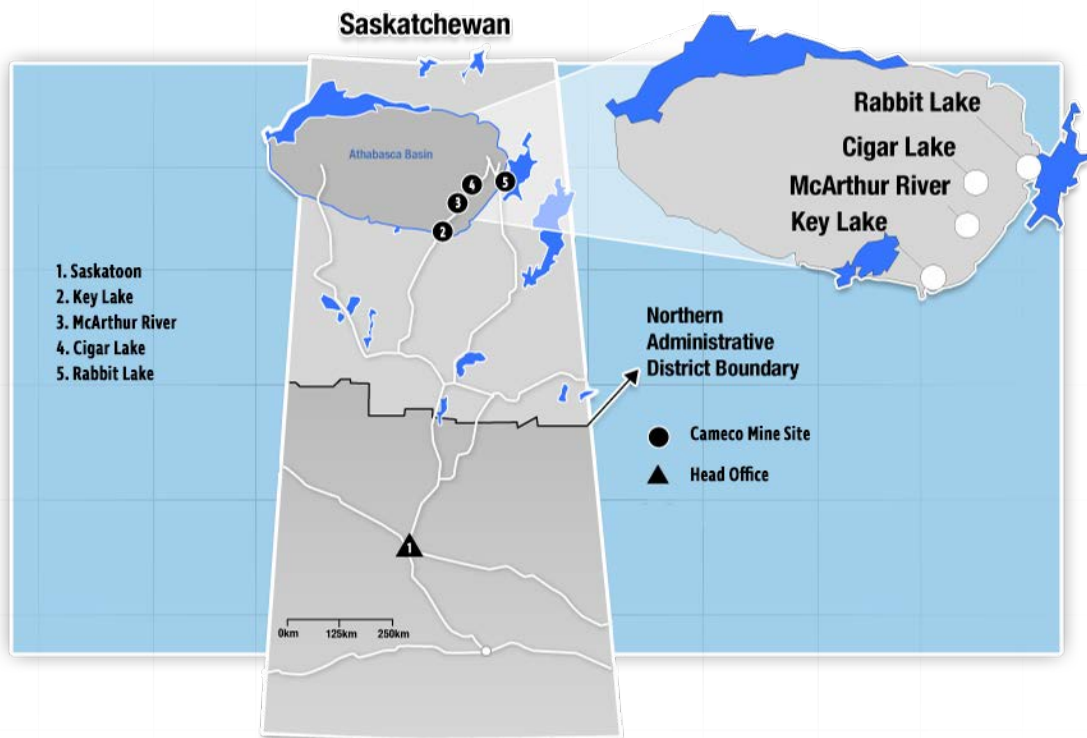 Saskatchewan
Athabasca Basin
4
5
3
2
1
1. Saskatoon
2. Key Lake
3. McArthur River
4. Cigar Lake
5. Rabbit Lake
Rabbit Lake
Cigar Lake
McArthur River
Key Lake
Northern
Administrative
District Boundary
Cameco Mine Site
Head Office
0km 125km 250km